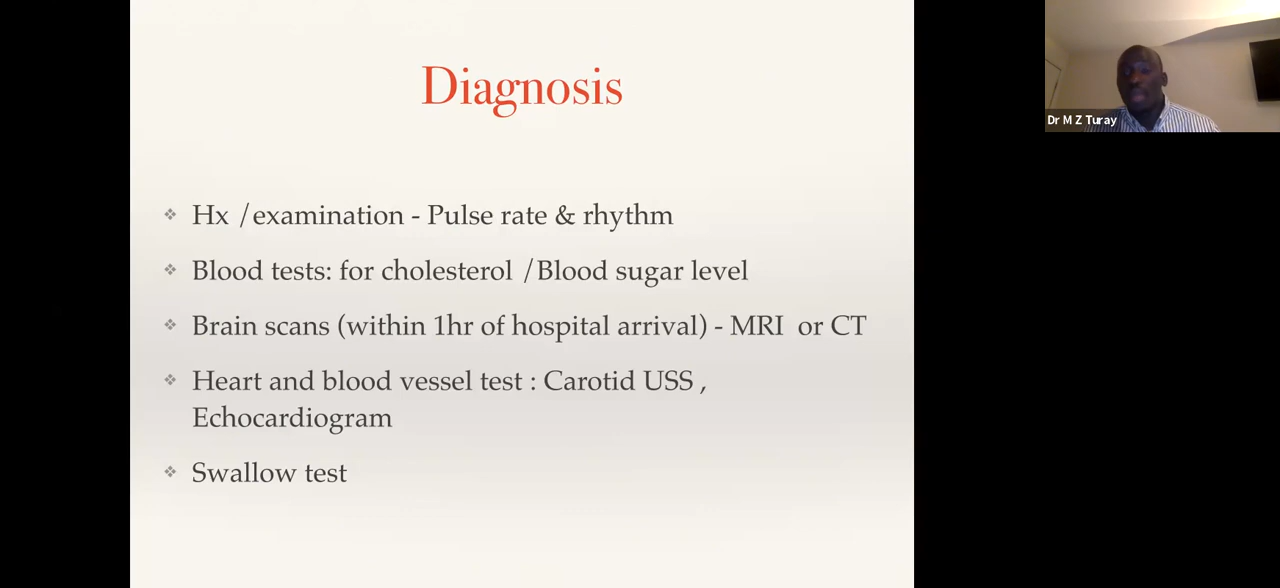 Diagnosis
Hx /examination - Pulse rate & rhythm
Blood tests: for cholesterol /Blood sugar level
Brain scans (within 1hr of hospital arrival) - MRI or CT
Heart and blood vessel test : Carotid USS ,
Echocardiogram
Swallow test
Dr M Z Turay